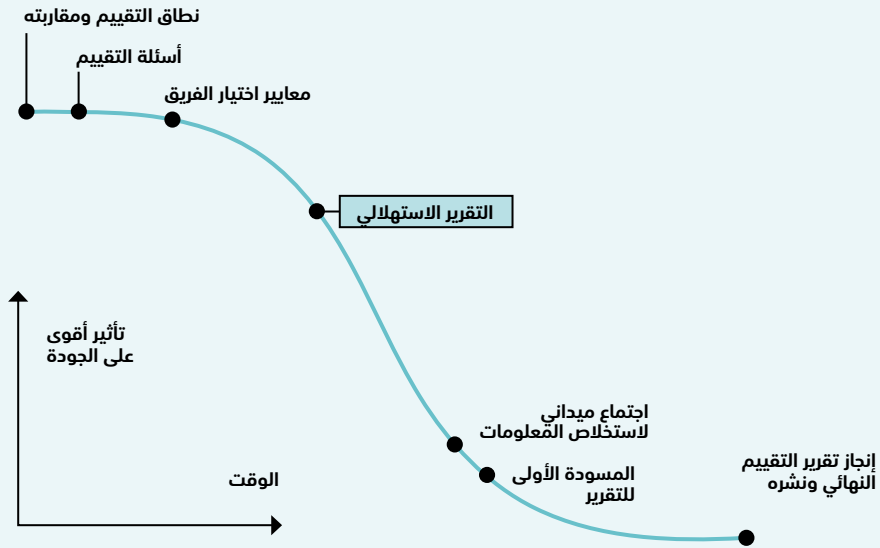 نطاق التقييم ومقاربته
أسئلة التقييم
معايير اختيار الفريق
التقرير الاستهلالي
تأثير أقوى
على الجودة
الوقت
اجتماع ميداني
لاستخلاص المعلومات
المسودة الأولى
للتقرير
إنجاز تقرير التقييم
النهائي ونشره